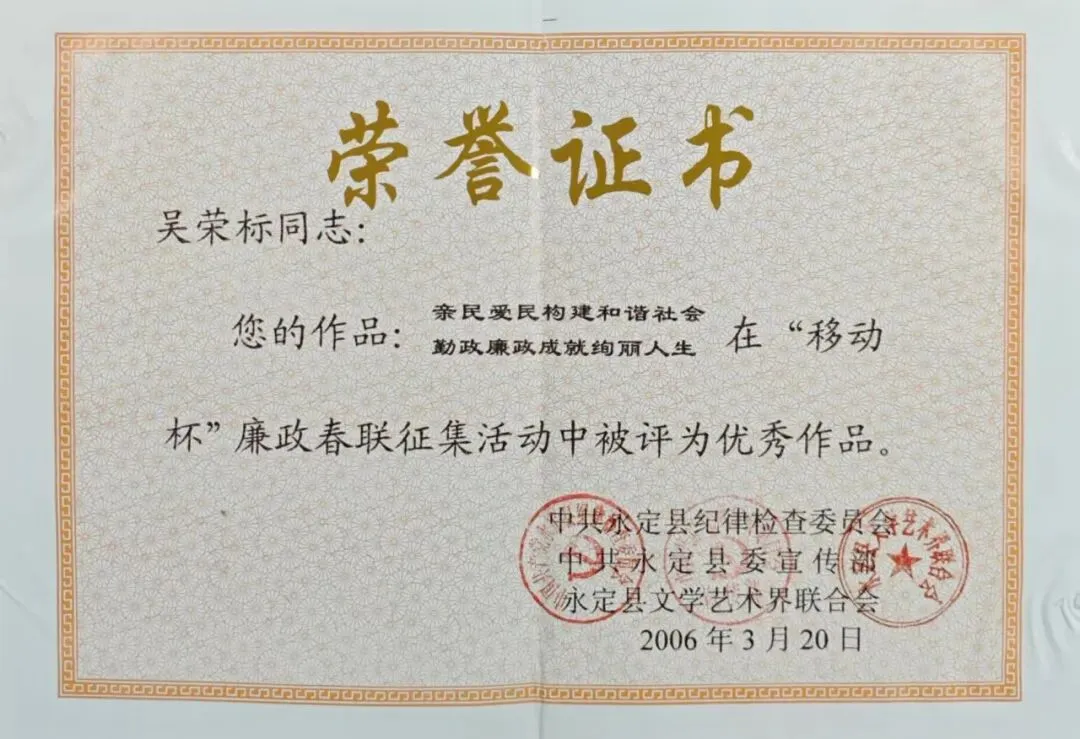 荣誉证书
吴荣标同志：
您的作品：亲民爱民构建和谐社会
勤政廉政成就绚丽人生
在“移动
杯”廉政春联征集活动中被评为优秀作品。
中共永定县纪律检查委员会
中共永定县委宣传部
永定县文学艺术界联合会
2006年3月20日